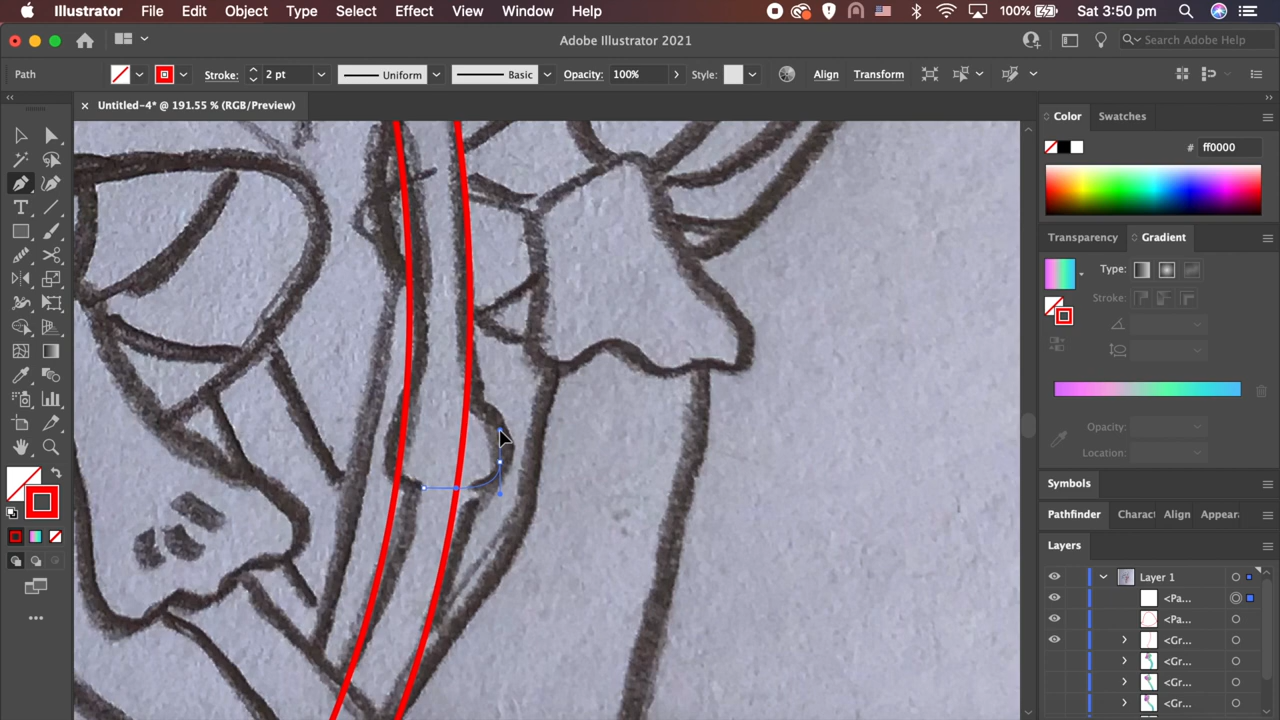 Illustrator File Edit Object Type Select Effect View Window Help 100% Sat 3:50 pm
Adobe Illustrator 2021
Search Adobe Help
Path Stroke: 2 pt Uniform Basic Opacity: 100% Style: Align Transform
Untitled-4* @ 191.55 % (RGB/Preview)
Color Swatches
# ff0000
Transparency Gradient
Type:
Stroke:
Opacity:
Location:
Symbols
Pathfinder Charact Align Appear
Layers
Layer 1
<Pa...
<Pa...
<Gr...
<Gr...
<Gr...
<Gr...